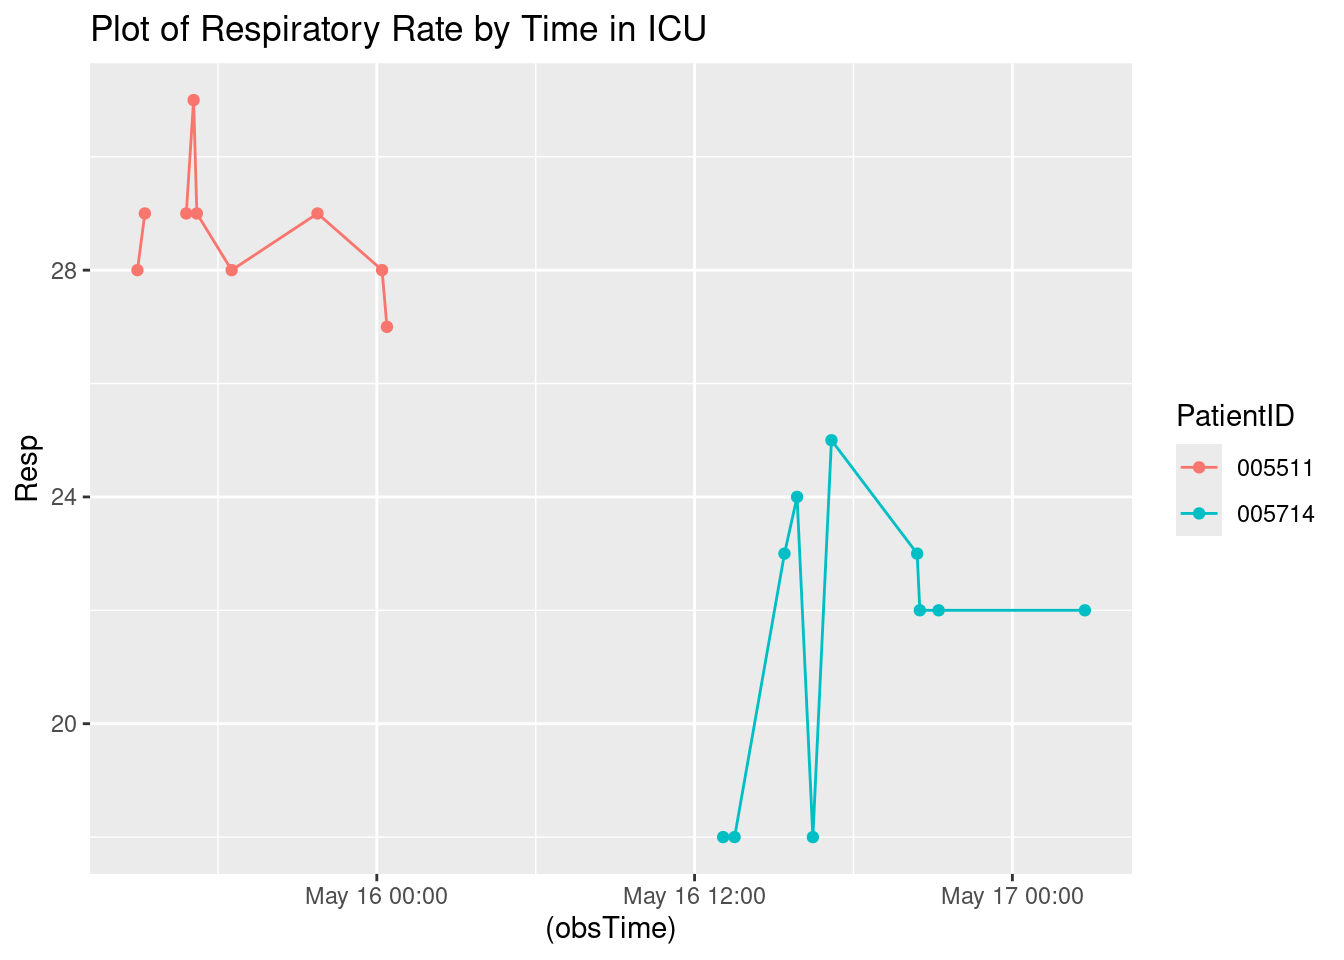 Plot of Respiratory Rate by Time in ICU
Resp
28
24
20
May 16 00:00
May 16 12:00
May 17 00:00
(obsTime)
PatientID
005511
005714